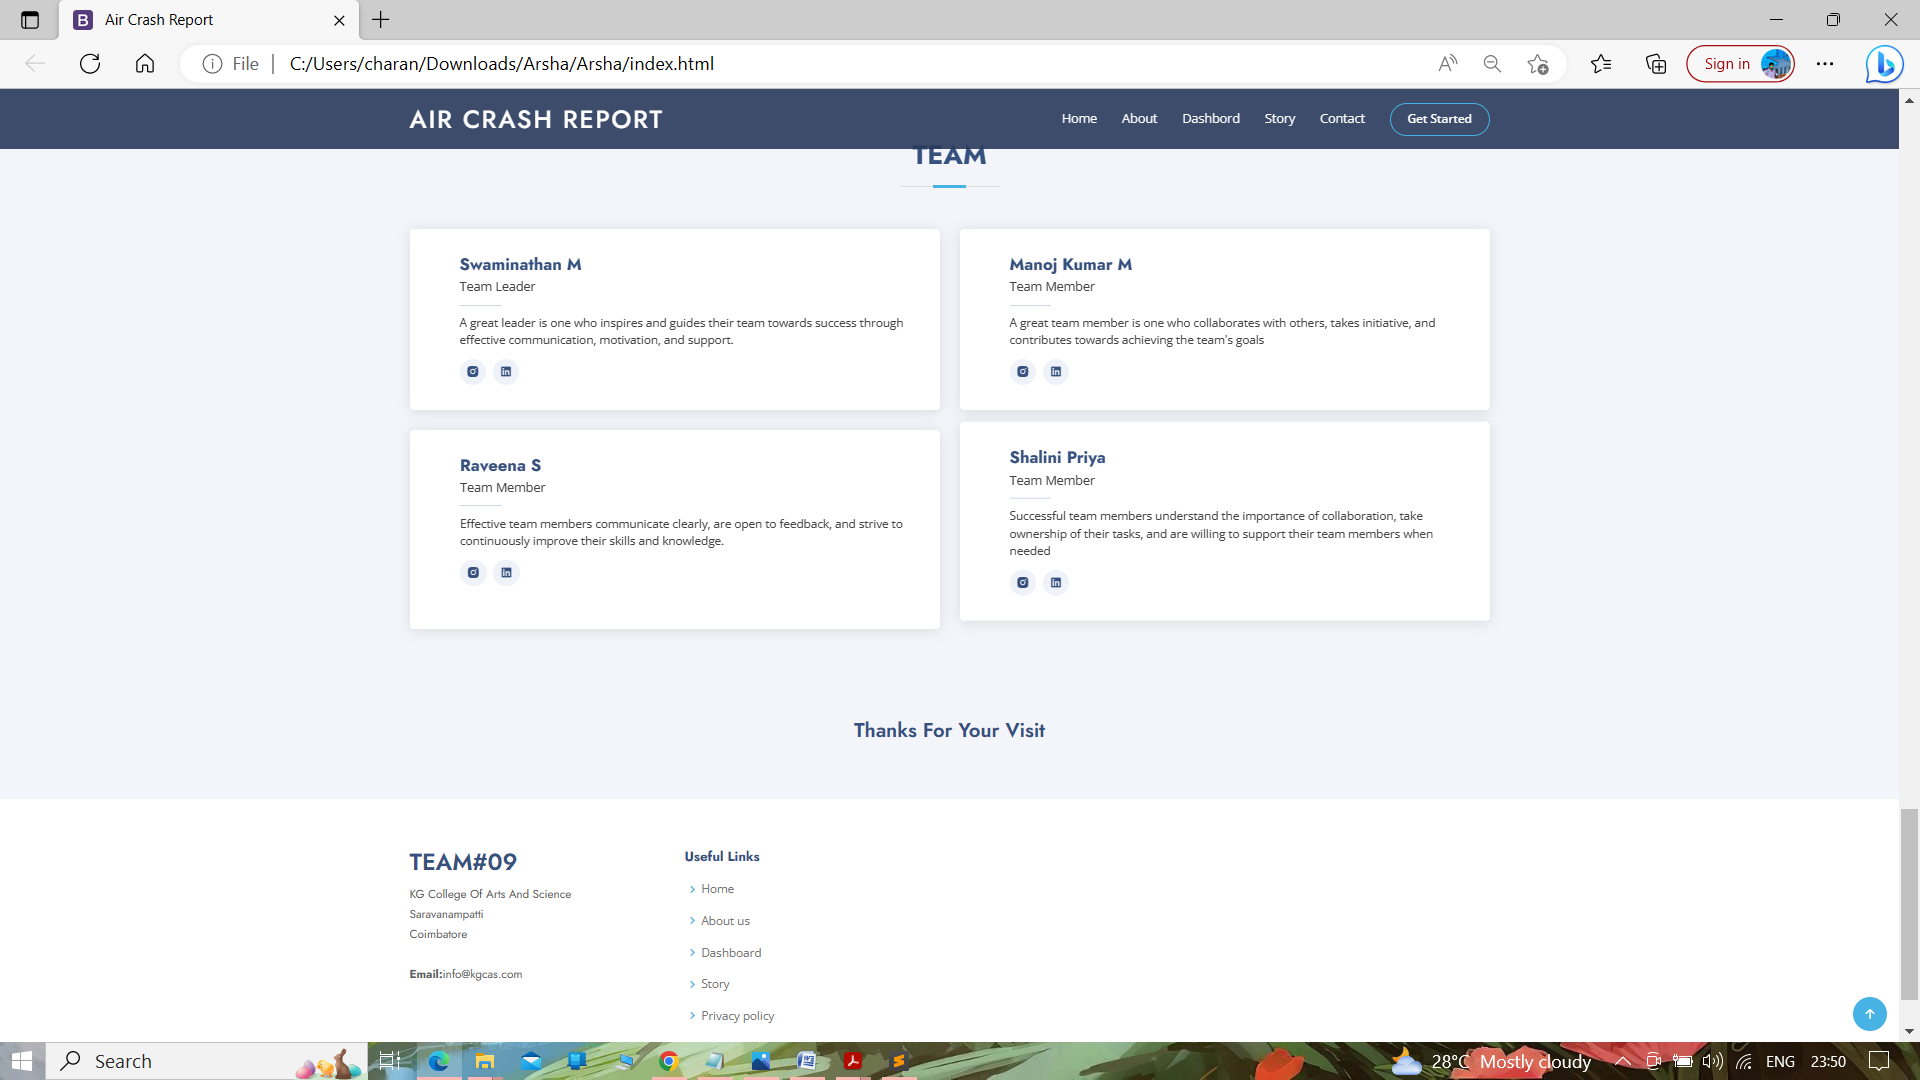 Air Crash Report
File
C:/Users/charan/Downloads/Arsha/Arsha/index.html
Sign in
AIR CRASH REPORT
Home About Dashbord Story Contact Get Started
TEAM
Swaminathan M
Team Leader
A great leader is one who inspires and guides their team towards success through
effective communication, motivation, and support.
Manoj Kumar M
Team Member
A great team member is one who collaborates with others, takes initiative, and
contributes towards achieving the team's goals
Raveena S
Team Member
Effective team members communicate clearly, are open to feedback, and strive to
continuously improve their skills and knowledge.
Shalini Priya
Team Member
Successful team members understand the importance of collaboration, take
ownership of their tasks, and are willing to support their team members when
needed
Thanks For Your Visit
TEAM#09
KG College Of Arts And Science
Saravanampatti
Coimbatore
Email:info@kgcas.com
Useful Links
Home
About us
Dashboard
Story
Privacy policy
Search
28°C Mostly cloudy
ENG
23:50